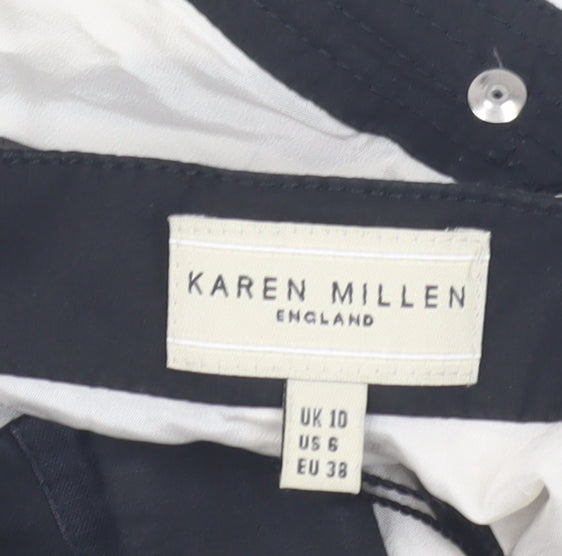 KAREN MILLEN
ENGLAND
UK 10
US 6
EU 38